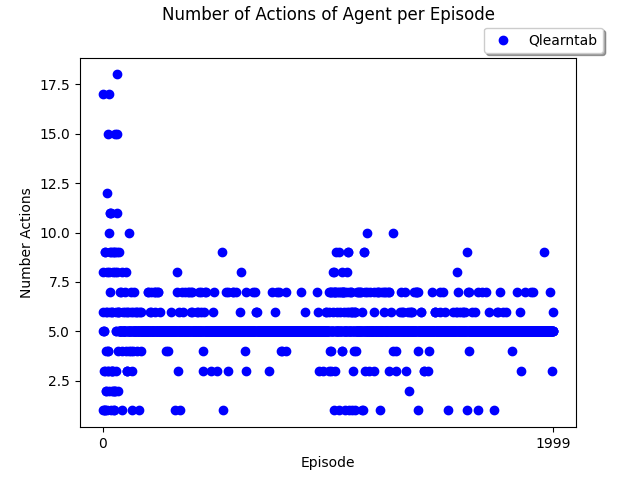 Number of Actions of Agent per Episode
Qlearntab
17.5
15.0
12.5
10.0
7.5
5.0
2.5
Number Actions
0
1999
Episode